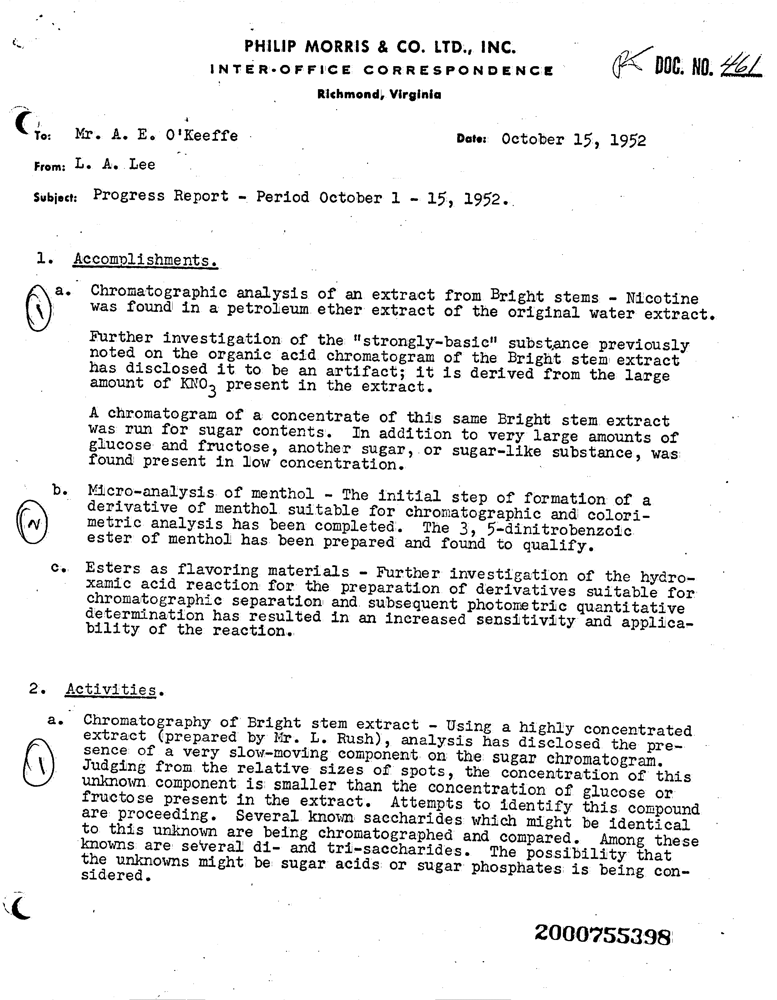 PHILIP MORRIS & CO. LTD., INC.
INTER-OFFICE CORRESPONDENCE
Richmond, Virginia
DOC. NO. 461
To: Mr. A. E. O'Keeffe
Date: October 15, 1952
From: L. A. Lee
Subject: Progress Report - Period October 1 - 15, 1952.
1. Accomplishments.
1
a. Chromatographic analysis of an extract from Bright stems - Nicotine
was found in a petroleum ether extract of the original water extract.
Further investigation of the "strongly-basic" substance previously
noted on the organic acid chromatogram of the Bright stem extract
has disclosed it to be an artifact; it is derived from the large
amount of KNO3 present in the extract.
A chromatogram of a concentrate of this same Bright stem extract
was run for sugar contents. In addition to very large amounts of
glucose and fructose, another sugar, or sugar-like substance, was
found present in low concentration.
b. Micro-analysis of menthol - The initial step of formation of a
derivative of menthol suitable for chromatographic and colori-
metric analysis has been completed. The 3, 5-dinitrobenzoic
ester of menthol has been prepared and found to qualify.
c. Esters as flavoring materials - Further investigation of the hydro-
xamic acid reaction for the preparation of derivatives suitable for
chromatographic separation and subsequent photometric quantitative
determination has resulted in an increased sensitivity and applica-
bility of the reaction.
2. Activities.
1
a. Chromatography of Bright stem extract - Using a highly concentrated
extract (prepared by Mr. L. Rush), analysis has disclosed the pre-
sence of a very slow-moving component on the sugar chromatogram.
Judging from the relative sizes of spots, the concentration of this
unknown component is smaller than the concentration of glucose or
fructose present in the extract. Attempts to identify this compound
are proceeding. Several known saccharides which might be identical
to this unknown are being chromatographed and compared. Among these
knowns are several di- and tri-saccharides. The possibility that
the unknowns might be sugar acids or sugar phosphates is being con-
sidered.
2000755398